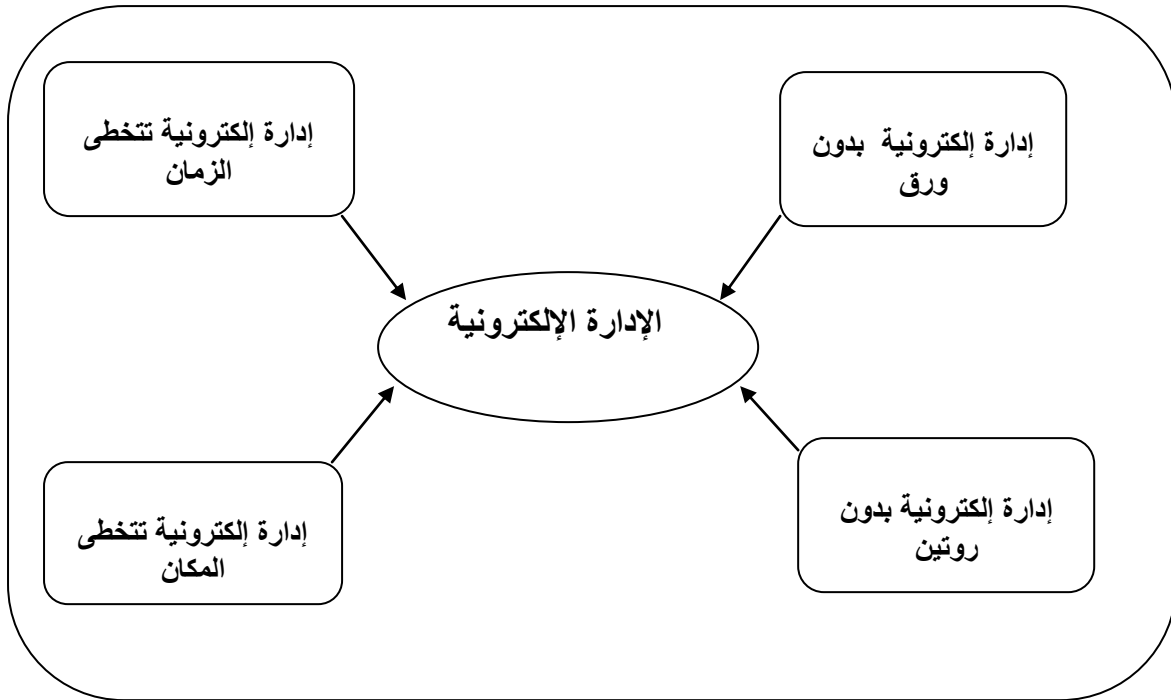 إدارة إلكترونية بدون
ورق
إدارة إلكترونية تتخطى
الزمان
الإدارة الإلكترونية
إدارة إلكترونية بدون
روتين
إدارة إلكترونية تتخطى
المكان